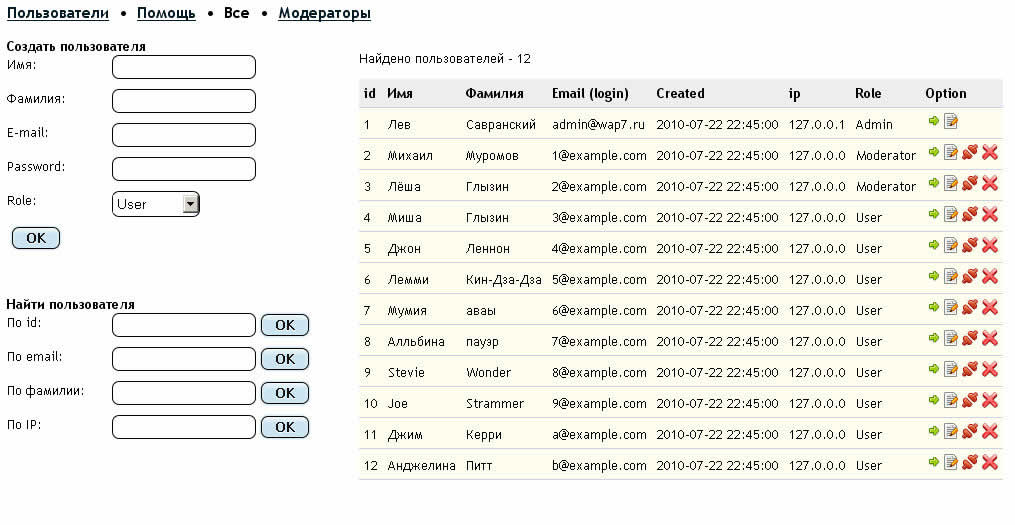 Пользователи • Помощь • Все • Модераторы
Создать пользователя
Имя:
Фамилия:
E-mail:
Password:
Role: User
OK
Найти пользователя
По id: OK
По email: OK
По фамилии: OK
По IP: OK
Найдено пользователей - 12
id Имя Фамилия Email (login) Created ip Role Option
1 Лев Савранский admin@wap7.ru 2010-07-22 22:45:00 127.0.0.1 Admin
2 Михаил Муромов 1@example.com 2010-07-22 22:45:00 127.0.0.0 Moderator
3 Лёша Глызин 2@example.com 2010-07-22 22:45:00 127.0.0.0 Moderator
4 Миша Глызин 3@example.com 2010-07-22 22:45:00 127.0.0.0 User
5 Джон Леннон 4@example.com 2010-07-22 22:45:00 127.0.0.0 User
6 Лемми Кин-Дза-Дза 5@example.com 2010-07-22 22:45:00 127.0.0.0 User
7 Мумия аваы 6@example.com 2010-07-22 22:45:00 127.0.0.0 User
8 Алльбина пауэр 7@example.com 2010-07-22 22:45:00 127.0.0.0 User
9 Stevie Wonder 8@example.com 2010-07-22 22:45:00 127.0.0.0 User
10 Joe Strammer 9@example.com 2010-07-22 22:45:00 127.0.0.0 User
11 Джим Керри a@example.com 2010-07-22 22:45:00 127.0.0.0 User
12 Анджелина Питт b@example.com 2010-07-22 22:45:00 127.0.0.0 User